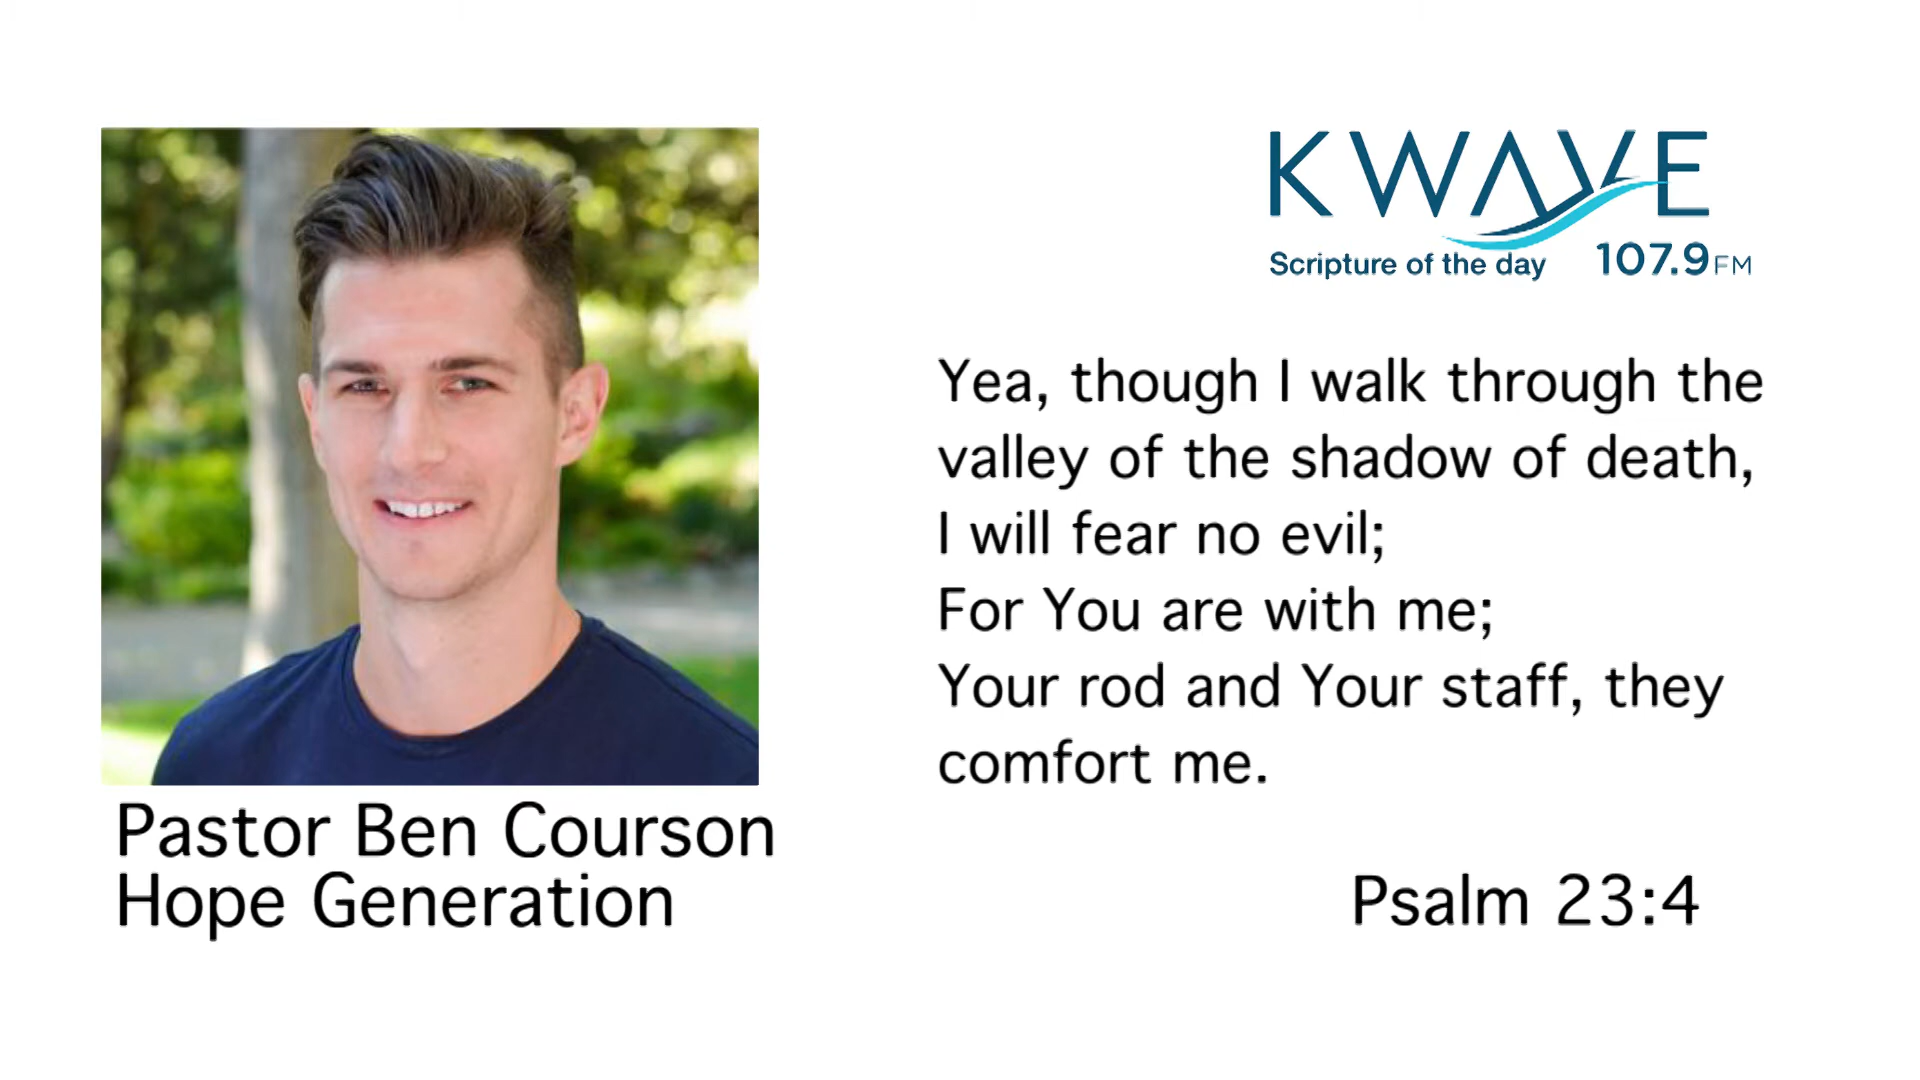 KWAVE
Scripture of the day 107.9 FM
Yea, though I walk through the
valley of the shadow of death,
I will fear no evil;
For You are with me;
Your rod and Your staff, they
comfort me.
Psalm 23:4
Pastor Ben Courson
Hope Generation